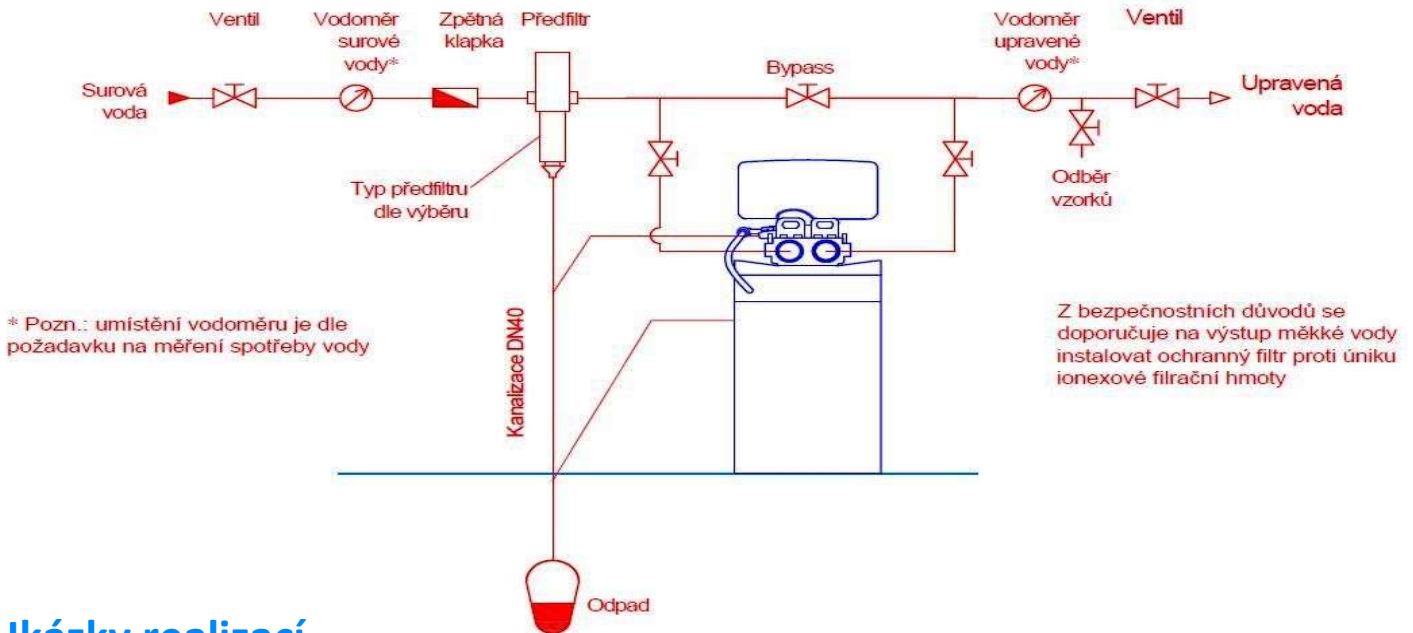 Ventil
Vodoměr
surové
vody*
Zpětná
klapka
Předfiltr
Vodoměr
upravené
vody*
Ventil
Bypass
Surová
voda
Upravená
voda
Typ předfiltru
dle výběru
Odběr
vzorků
* Pozn.: umístění vodoměru je dle
požadavku na měření spotřeby vody
Kanalizace DN40
Z bezpečnostních důvodů se
doporučuje na výstup měkké vody
instalovat ochranný filtr proti úniku
ionexové filrační hmoty
Odpad